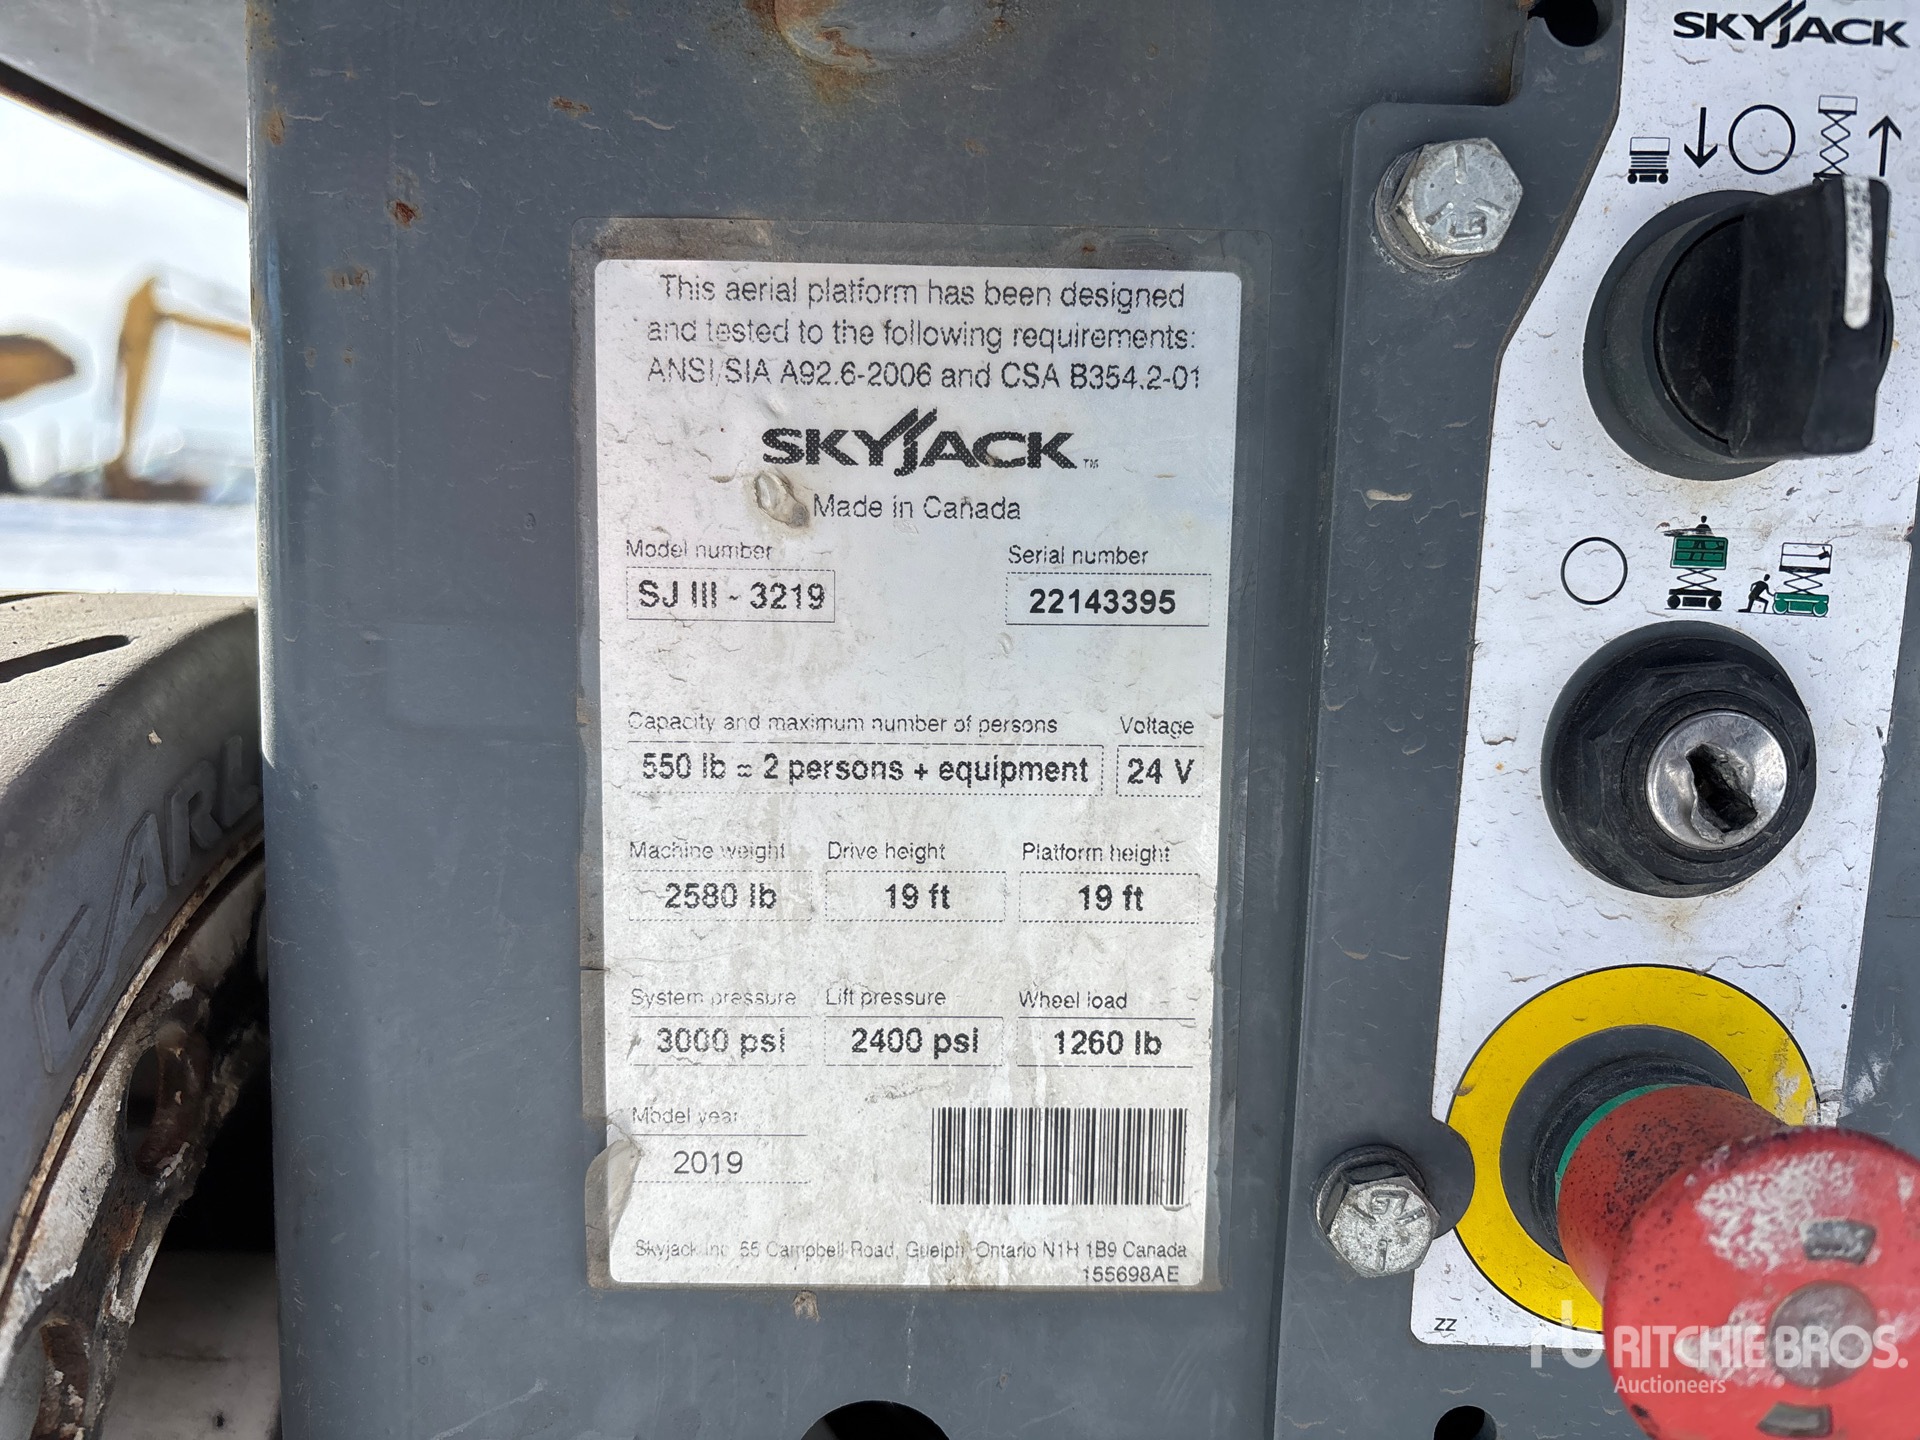 SKYJACK
This aerial platform has been designed
and tested to the following requirements:
ANSI/SIA A92.6-2006 and CSA B354.2-01
SKYJACK™
Made in Canada
Model number Serial number
SJ III - 3219 22143395
Capacity and maximum number of persons Voltage
550 lb = 2 persons + equipment 24 V
Machine weight Drive height Platform height
2580 lb 19 ft 19 ft
System pressure Lift pressure Wheel load
3000 psi 2400 psi 1260 lb
Model year
2019
Skyjack Inc. 55 Campbell Road, Guelph, Ontario N1H 1B9 Canada
155698AE
CARL
ZZ
rb RITCHIE BROS.
Auctioneers